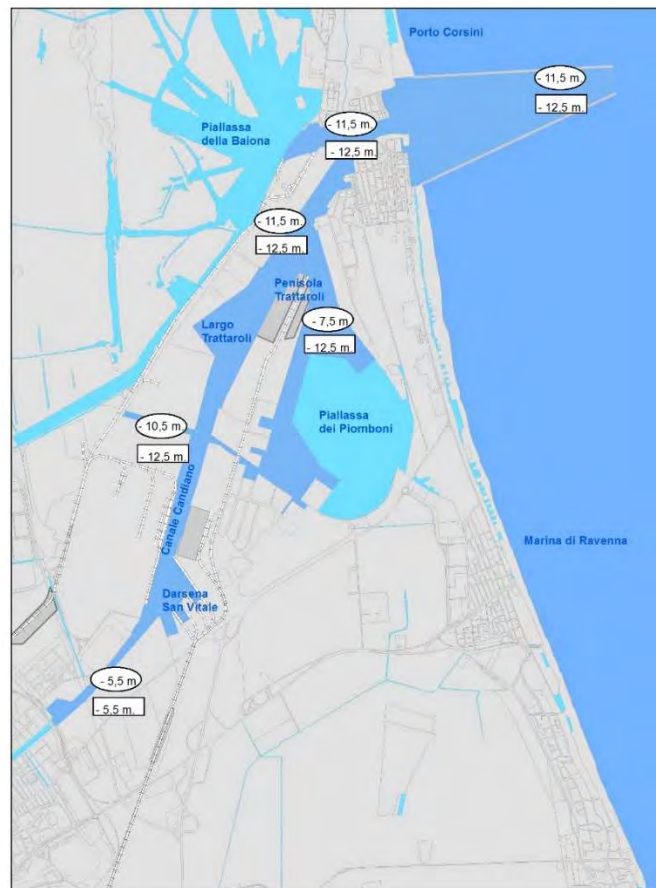 Porto Corsini
- 11,5 m.
- 12,5 m.
Piallassa
della Baiona
- 11,5 m.
- 12,5 m.
- 11,5 m.
- 12,5 m.
Penisola
Trattaroli
Largo
Trattaroli
- 7,5 m
- 12,5 m.
Piallassa
dei Piomboni
- 10,5 m.
- 12,5 m.
Canale Candiano
Marina di Ravenna
Darsena
San Vitale
- 5,5 m
- 5,5 m.